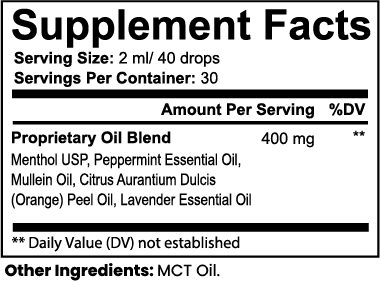 Supplement Facts
Serving Size: 2 ml/ 40 drops
Servings Per Container: 30
Amount Per Serving %DV
Proprietary Oil Blend 400 mg **
Menthol USP, Peppermint Essential Oil,
Mullein Oil, Citrus Aurantium Dulcis
(Orange) Peel Oil, Lavender Essential Oil
** Daily Value (DV) not established
Other Ingredients: MCT Oil.